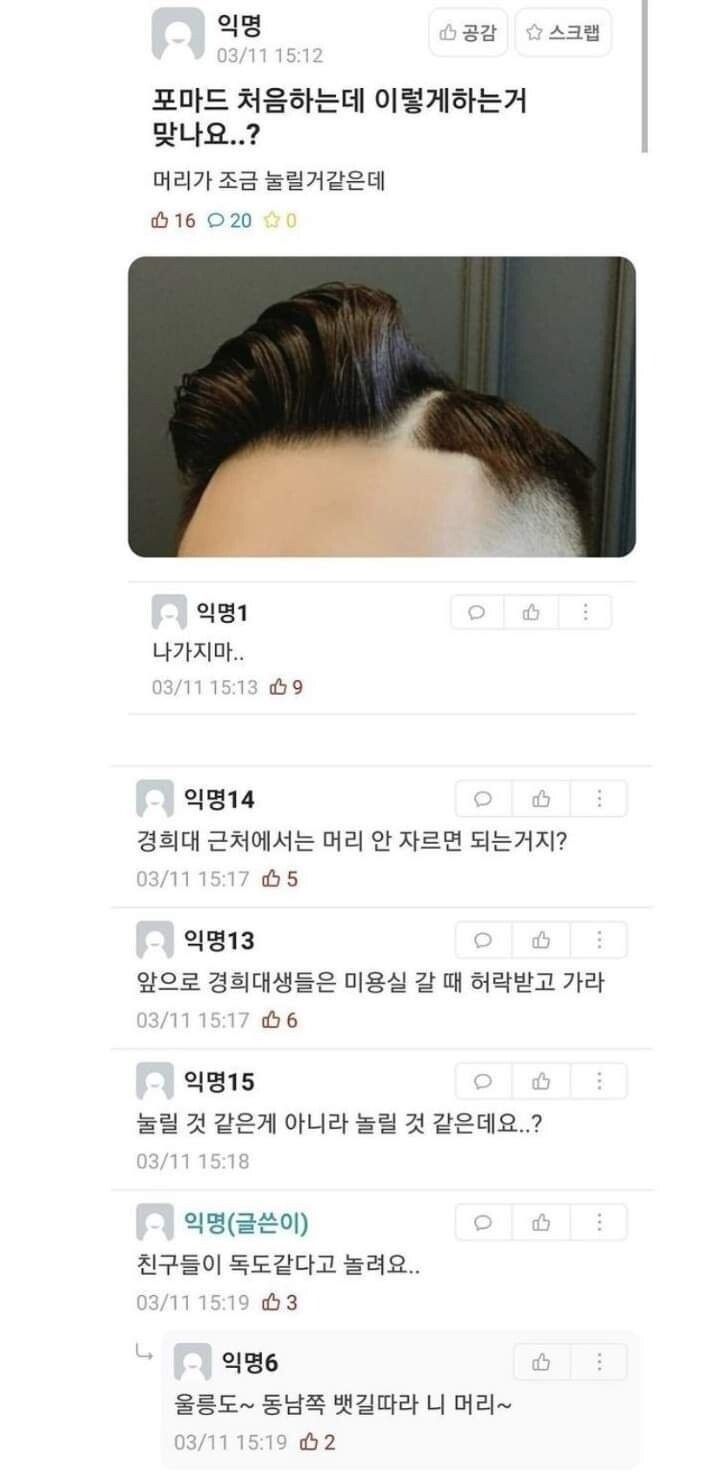 익명
03/11 15:12
공감
스크랩
포마드 처음하는데 이렇게하는거
맞나요..?
머리가 조금 눌릴거같은데
16 20 0
익명1
나가지마..
03/11 15:13 9
익명14
경희대 근처에서는 머리 안 자르면 되는거지?
03/11 15:17 5
익명13
앞으로 경희대생들은 미용실 갈 때 허락받고 가라
03/11 15:17 6
익명15
눌릴 것 같은게 아니라 놀릴 것 같은데요..?
03/11 15:18
익명(글쓴이)
친구들이 독도같다고 놀려요..
03/11 15:19 3
익명6
울릉도~ 동남쪽 뱃길따라 니 머리~
03/11 15:19 2